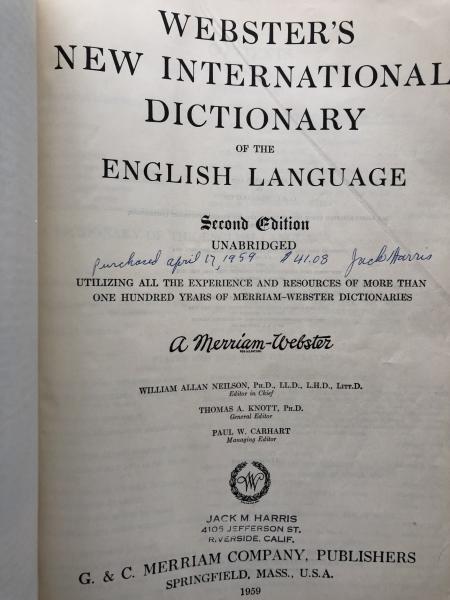 WEBSTER'S
NEW INTERNATIONAL
DICTIONARY
OF THE
ENGLISH LANGUAGE
Second Edition
UNABRIDGED
purchased april 17, 1959 $41.08 Jack Harris
UTILIZING ALL THE EXPERIENCE AND RESOURCES OF MORE THAN
ONE HUNDRED YEARS OF MERRIAM-WEBSTER DICTIONARIES
A Merriam-Webster
WILLIAM ALLAN NEILSON, PH.D., LL.D., L.H.D., LITT.D.
Editor in Chief
THOMAS A. KNOTT, PH.D.
General Editor
PAUL W. CARHART
Managing Editor
W
JACK M HARRIS
4105 JEFFERSON ST.
RIVERSIDE, CALIF.
G. & C. MERRIAM COMPANY, PUBLISHERS
SPRINGFIELD, MASS., U.S.A.
1959